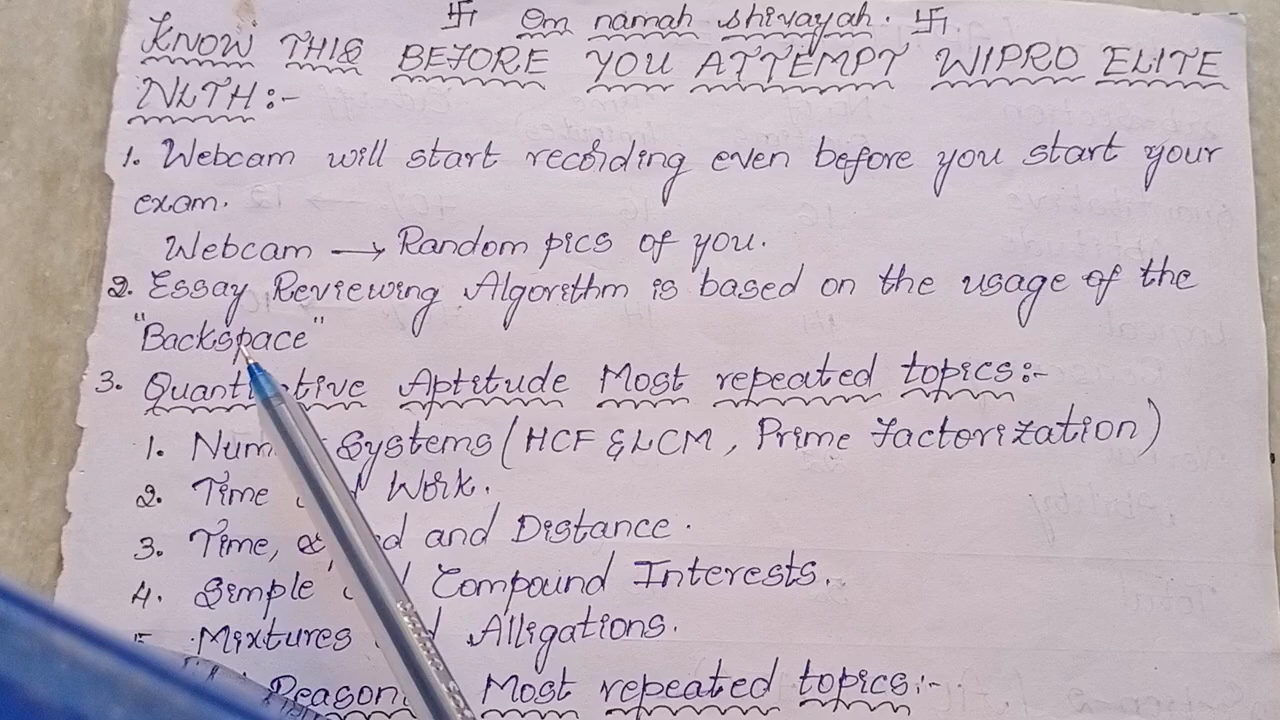 卐 Om namah shivayah. 卐
KNOW THIS BEFORE YOU ATTEMPT WIPRO ELITE
NLTH:-
1. Webcam will start recording even before you start your
exam.
Webcam → Random pics of you.
2. Essay Reviewing Algorithm is based on the usage of the
"Backspace"
3. Aptitude Most repeated topics:-
1. Systems (HCF & LCM, Prime Factorization)
2. Time Work.
3. Time, and Distance.
4. Simple Compound Interests.
5. Mixtures Alligations.
Most repeated topics:-